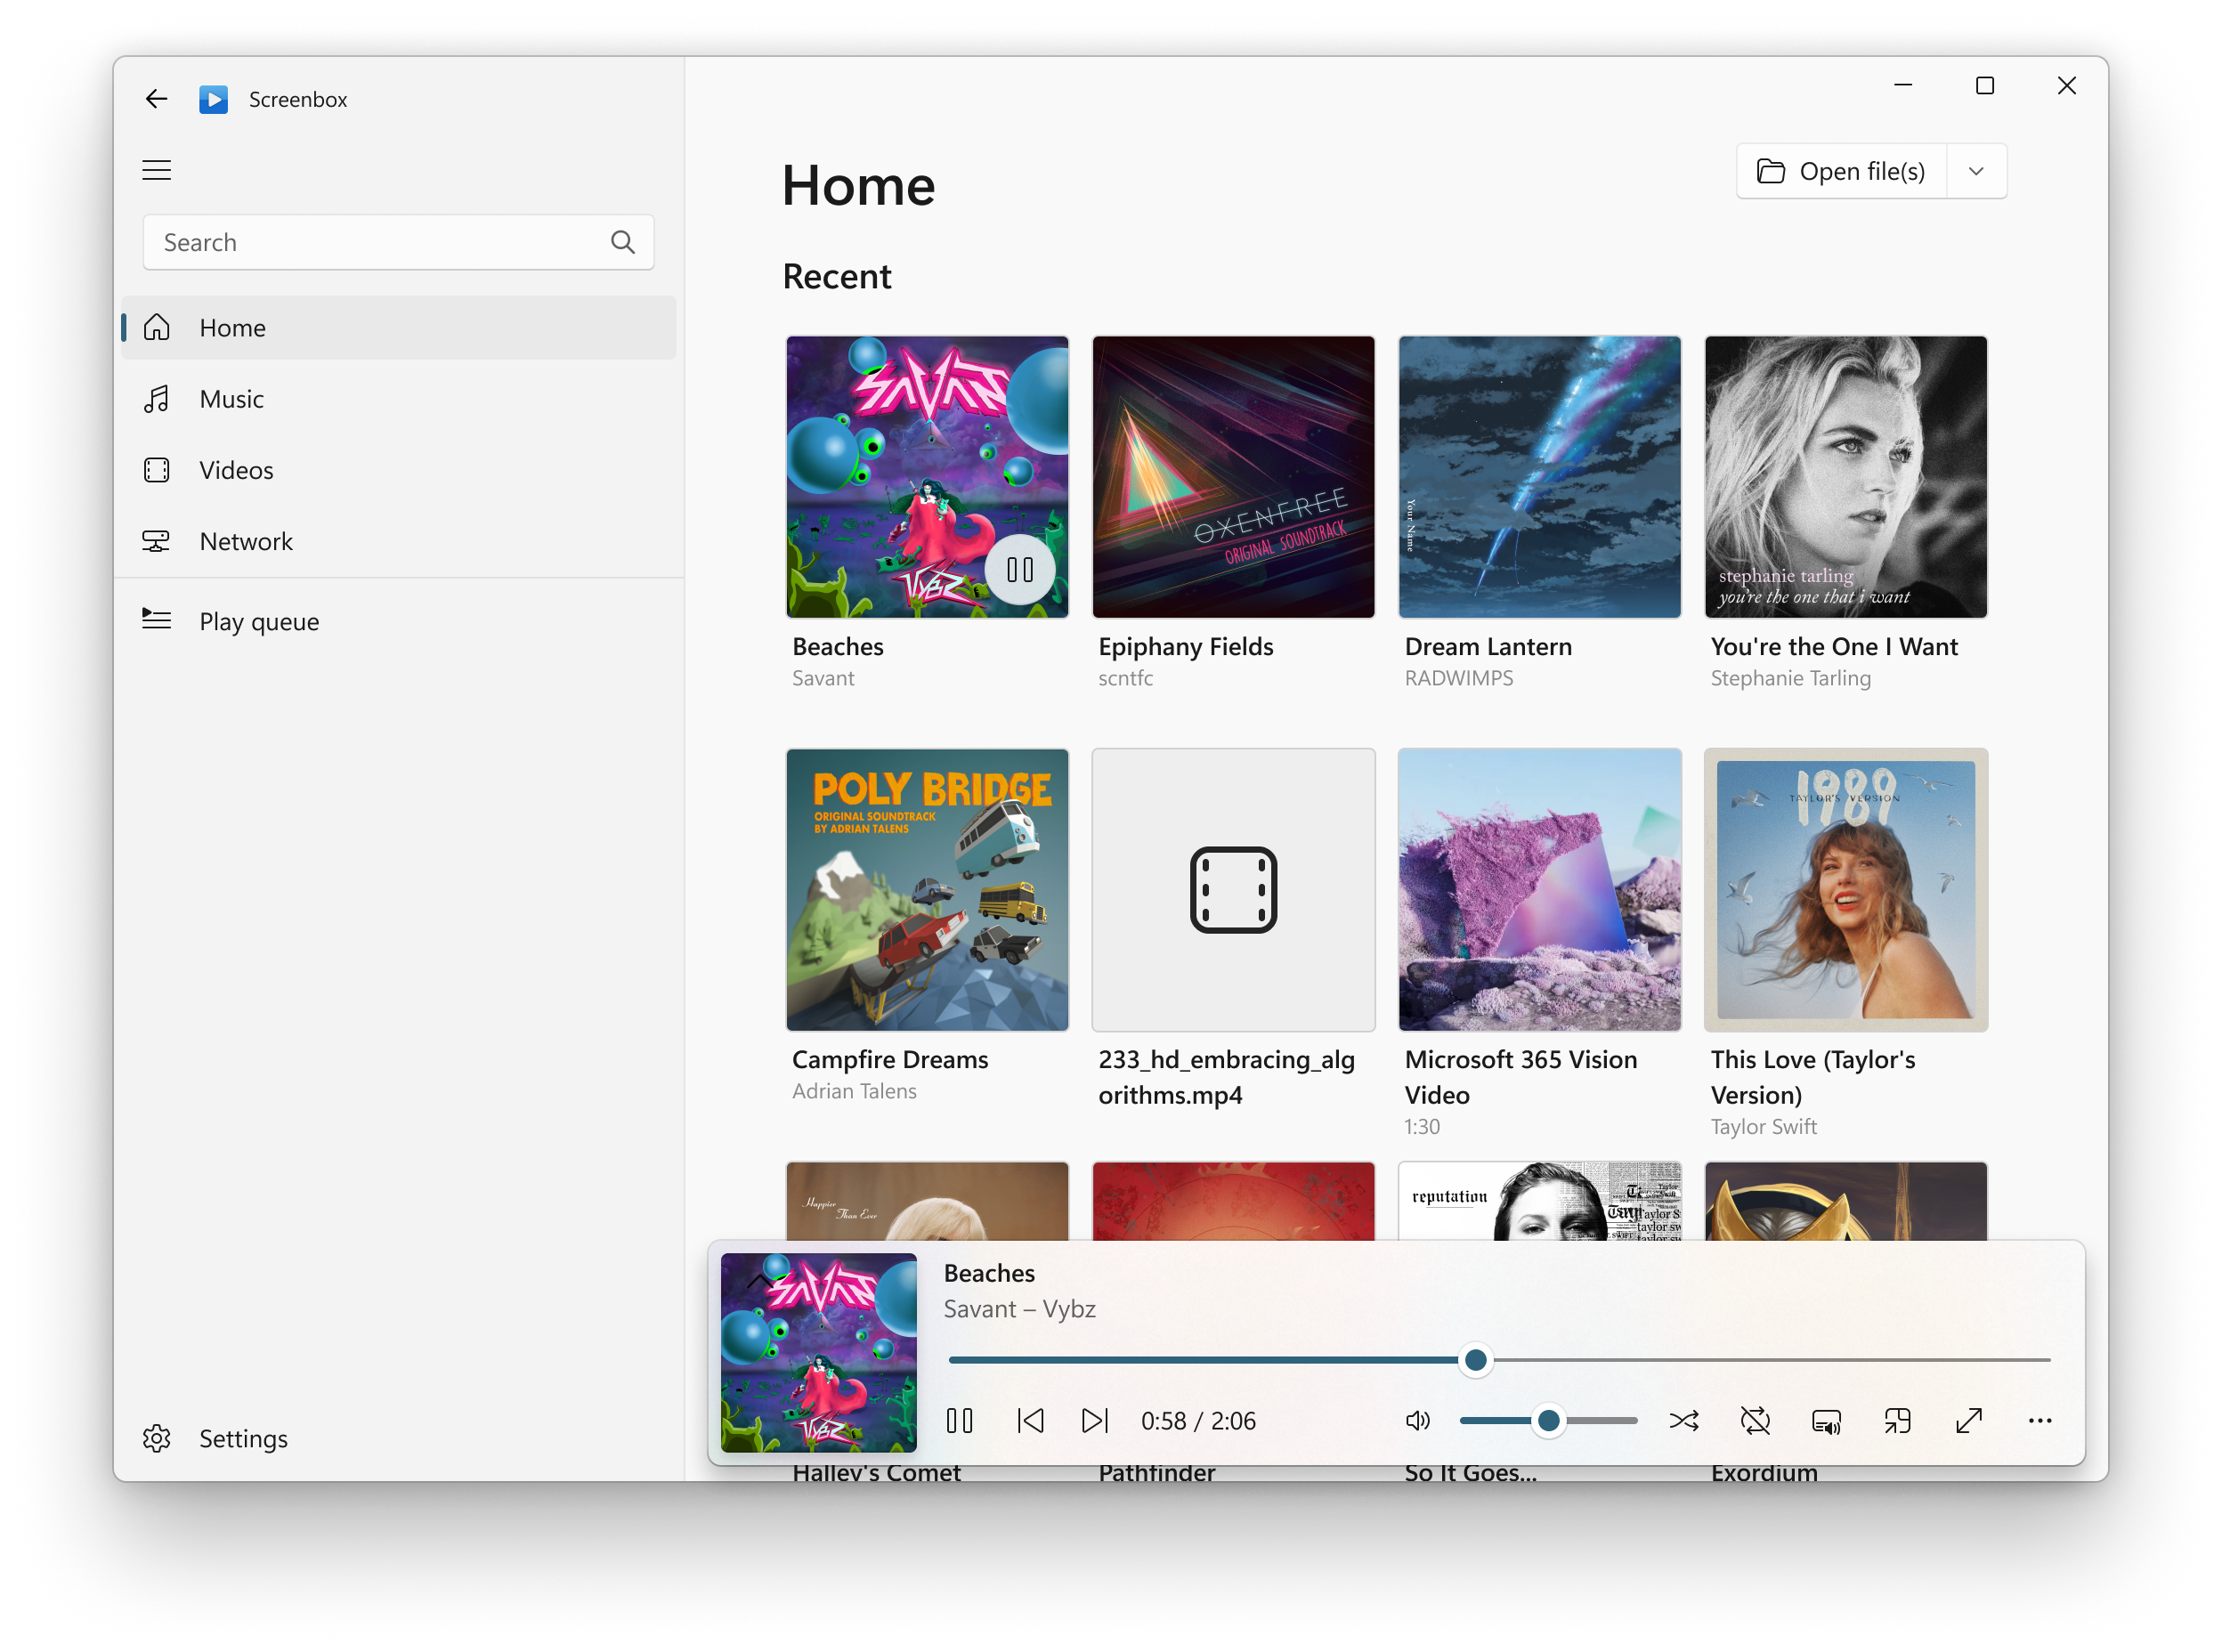 Screenbox
Search
Home
Music
Videos
Network
Play queue
Settings
Home
Open file(s)
Recent
SAVANT
VYBZ
Beaches
Savant
OXENFREE
ORIGINAL SOUNDTRACK
Epiphany Fields
scntfc
Your Name
Dream Lantern
RADWIMPS
stephanie tarling
you're the one that i want
You're the One I Want
Stephanie Tarling
POLY BRIDGE
ORIGINAL SOUNDTRACK
BY ADRIAN TALENS
Campfire Dreams
Adrian Talens
233_hd_embracing_alg
orithms.mp4
Microsoft 365 Vision
Video
1:30
1989
TAYLOR'S VERSION
This Love (Taylor's
Version)
Taylor Swift
Happier
Than Ever
reputation
SAVANT
VYBZ
Beaches
Savant – Vybz
0:58 / 2:06
Halley's Comet
Pathfinder
So It Goes...
Exordium